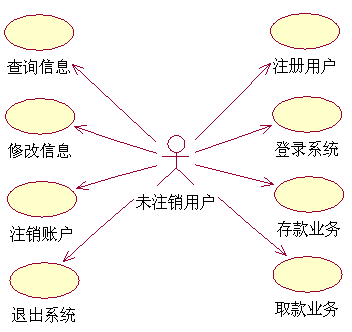 查询信息
注册用户
修改信息
登录系统
未注销用户
注销账户
存款业务
退出系统
取款业务